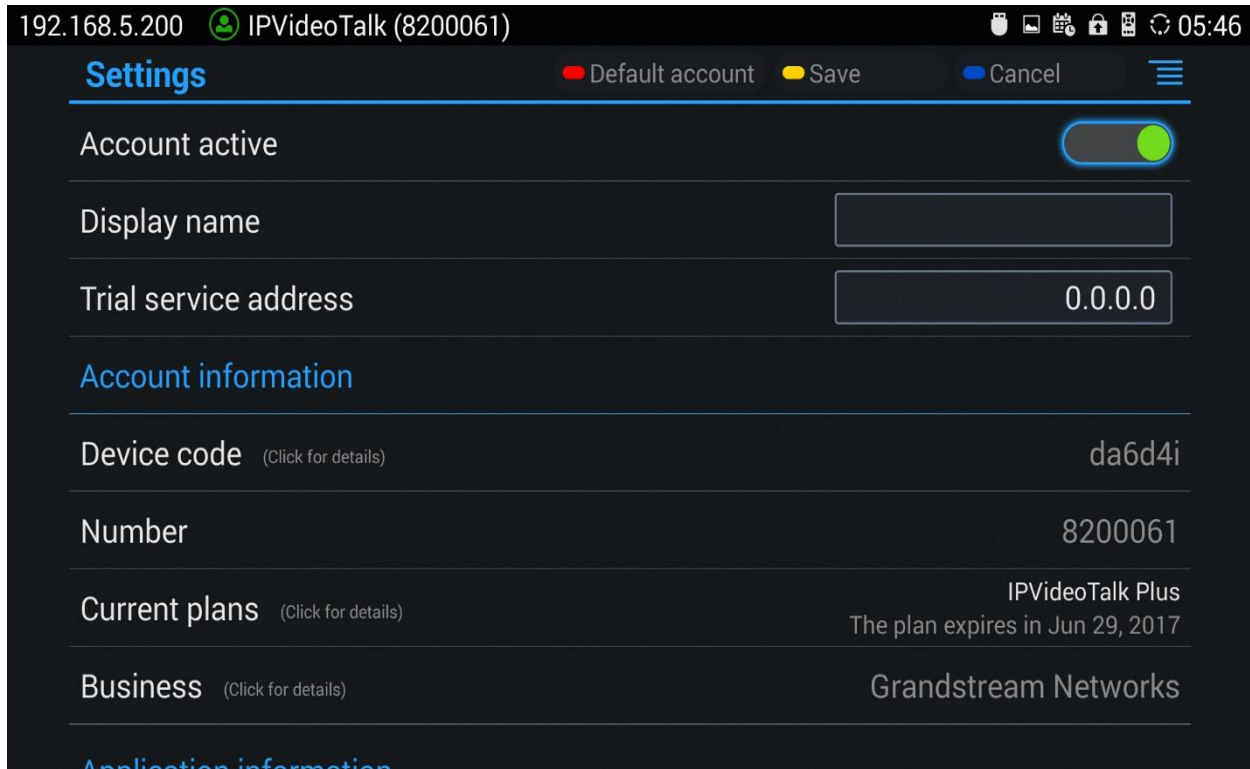 192.168.5.200 IPVideoTalk (8200061) 05:46
Settings Default account Save Cancel
Account active
Display name
Trial service address 0.0.0.0
Account information
Device code (Click for details) da6d4i
Number 8200061
Current plans (Click for details) IPVideoTalk Plus
The plan expires in Jun 29, 2017
Business (Click for details) Grandstream Networks
Application information